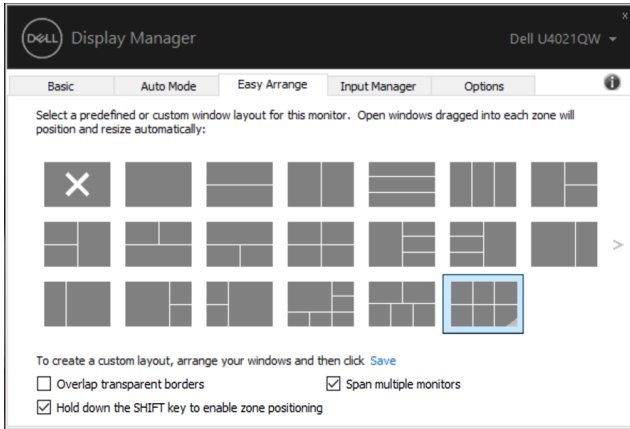 x
DELL Display Manager Dell U4021QW
Basic Auto Mode Easy Arrange Input Manager Options i
Select a predefined or custom window layout for this monitor. Open windows dragged into each zone will
position and resize automatically:
>
To create a custom layout, arrange your windows and then click Save
Overlap transparent borders Span multiple monitors
Hold down the SHIFT key to enable zone positioning